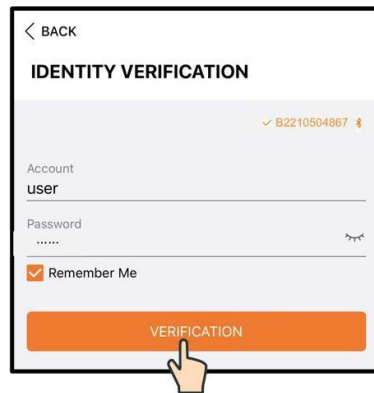 BACK
IDENTITY VERIFICATION
B2210504867
Account
user
Password
......
Remember Me
VERIFICATION